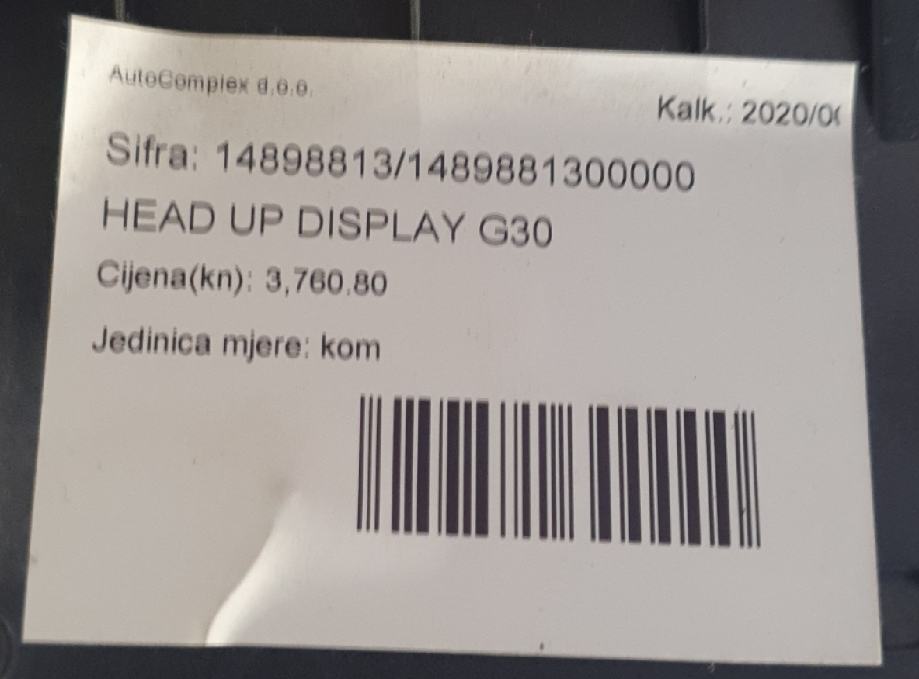 AutoComplex d.o.o.
Kalk.: 2020/0
Sifra: 14898813/1489881300000
HEAD UP DISPLAY G30
Cijena(kn): 3,760.80
Jedinica mjere: kom